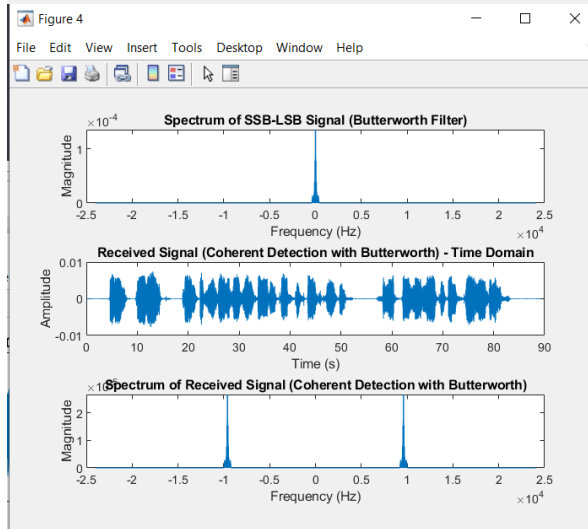 Figure 4
File Edit View Insert Tools Desktop Window Help
Spectrum of SSB-LSB Signal (Butterworth Filter)
×10-4
1
0
Magnitude
-2.5 -2 -1.5 -1 -0.5 0 0.5 1 1.5 2 2.5
Frequency (Hz)
×10 4
Received Signal (Coherent Detection with Butterworth) - Time Domain
0.01
0
-0.01
Amplitude
0 10 20 30 40 50 60 70 80 90
Time (s)
Spectrum of Received Signal (Coherent Detection with Butterworth)
2
1
0
Magnitude
-2.5 -2 -1.5 -1 -0.5 0 0.5 1 1.5 2 2.5
Frequency (Hz)
×10 4